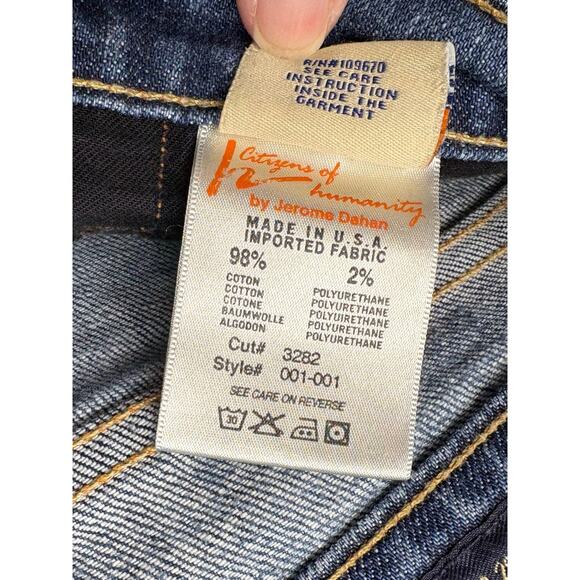 R/N#109670
SEE CARE
INSTRUCTION
INSIDE THE
GARMENT
Citizens of
humanity
by Jerome Dahan
MADE IN U.S.A.
IMPORTED FABRIC
98% 2%
COTON POLYURETHANE
COTTON POLYURETHANE
COTONE POLYUIRETHANE
BAUMWOLLE POLYURETHANE
ALGODON POLYURETHANE
Cut# 3282
Style# 001-001
SEE CARE ON REVERSE
30